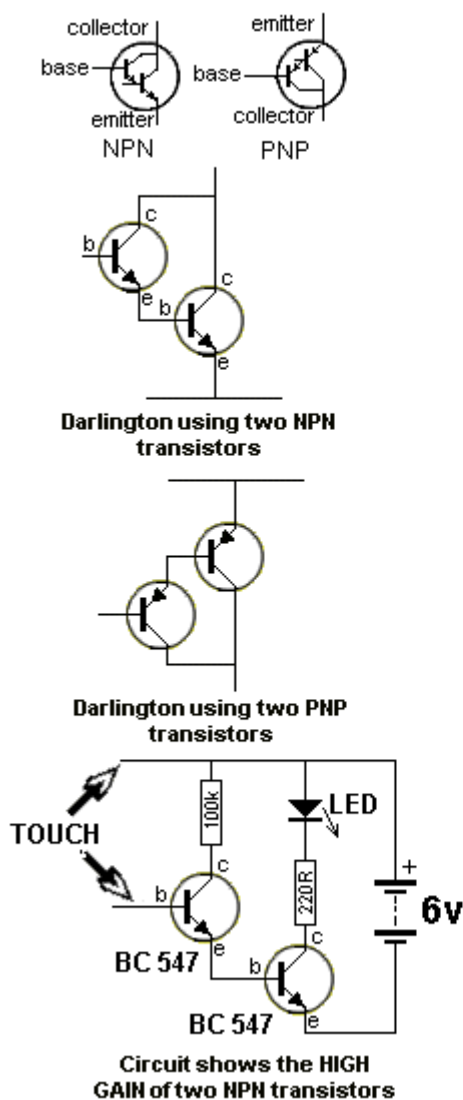 collector
emitter
base
base
emitter
collector
NPN
PNP
c
b
e
c
b
e
Darlington using two NPN
transistors
Darlington using two PNP
transistors
TOUCH
100k
LED
220R
+
6v
c
b
e
BC 547
c
b
e
BC 547
Circuit shows the HIGH
GAIN of two NPN transistors